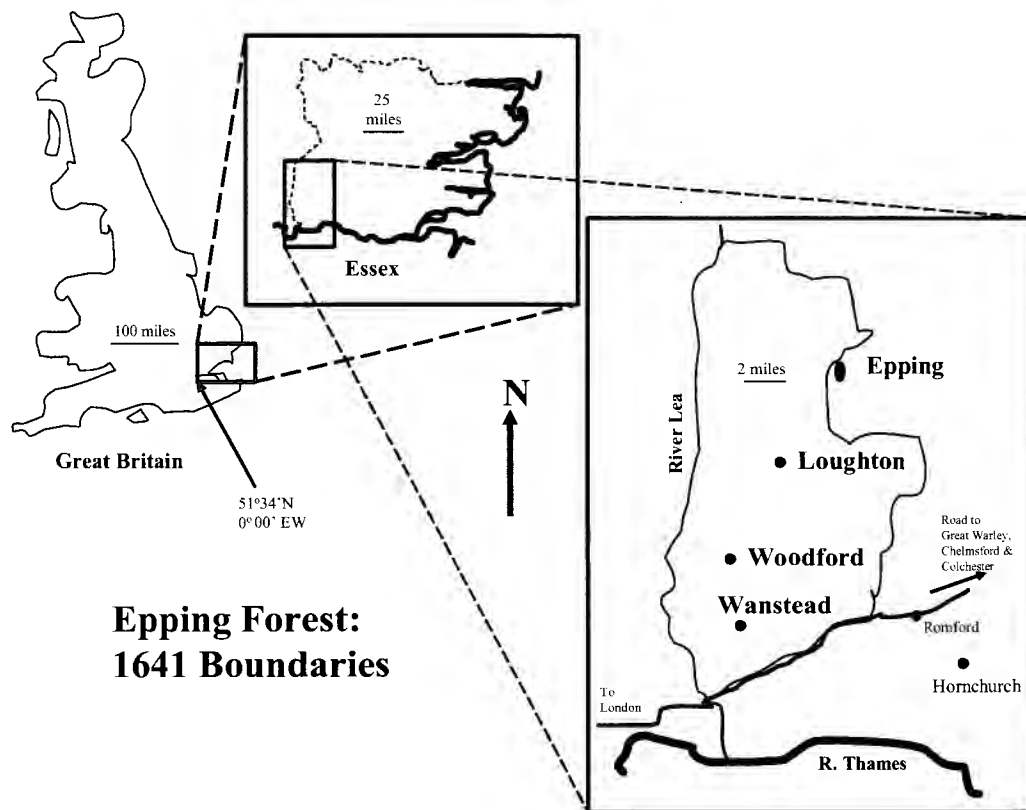 25
miles
Essex
100 miles
Great Britain
51°34'N
0°00' EW
N
Epping Forest:
1641 Boundaries
2 miles
Epping
River Lea
Loughton
Road to
Great Warley,
Chelmsford &
Colchester
Woodford
Wanstead
Romford
Hornchurch
To
London
R. Thames